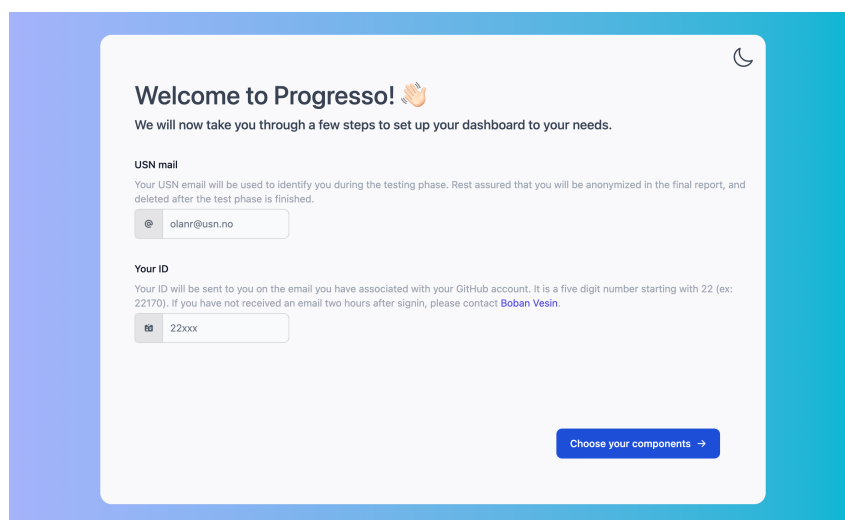 Welcome to Progresso! 👋🏻
We will now take you through a few steps to set up your dashboard to your needs.
USN mail
Your USN email will be used to identify you during the testing phase. Rest assured that you will be anonymized in the final report, and
deleted after the test phase is finished.
@ olanr@usn.no
Your ID
Your ID will be sent to you on the email you have associated with your GitHub account. It is a five digit number starting with 22 (ex:
22170). If you have not received an email two hours after signin, please contact Boban Vesin.
22xxx
Choose your components →